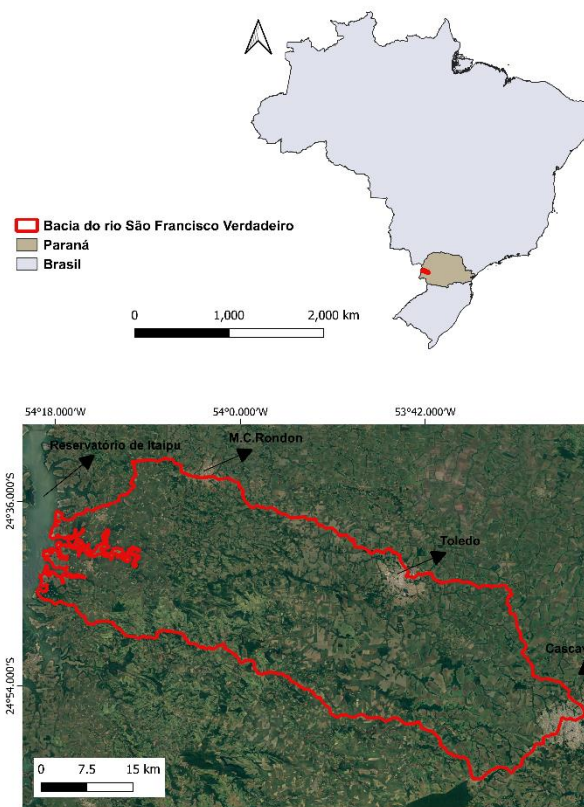 Bacia do rio São Francisco Verdadeiro
Paraná
Brasil
0 1,000 2,000 km
54°18.000'W 54°0.000'W 53°42.000'W
Reservatório de Itaipu
M.C.Rondon
24°36.000'S
Toledo
Cascav
24°54.000'S
0 7.5 15 km